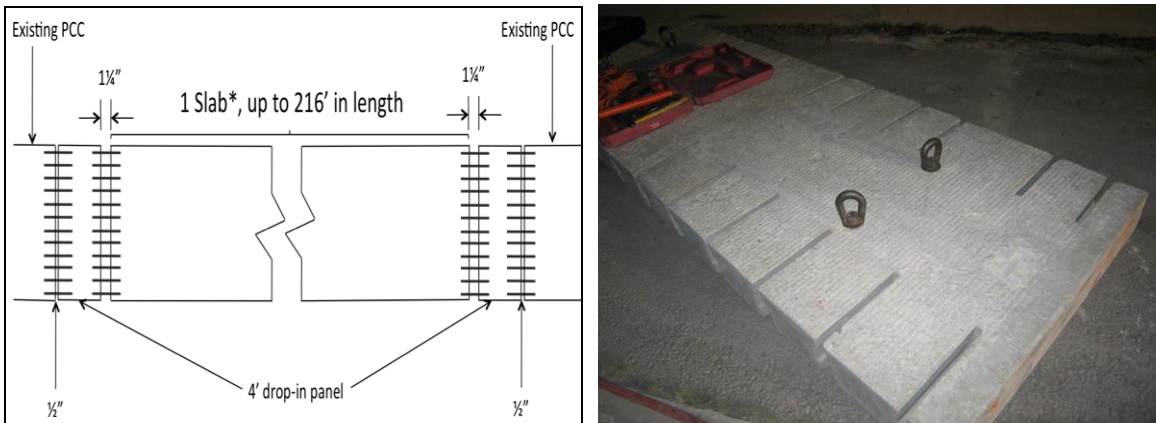 Existing PCC
Existing PCC
1¼”
1¼”
1 Slab*, up to 216’ in length
4’ drop-in panel
½”
½”